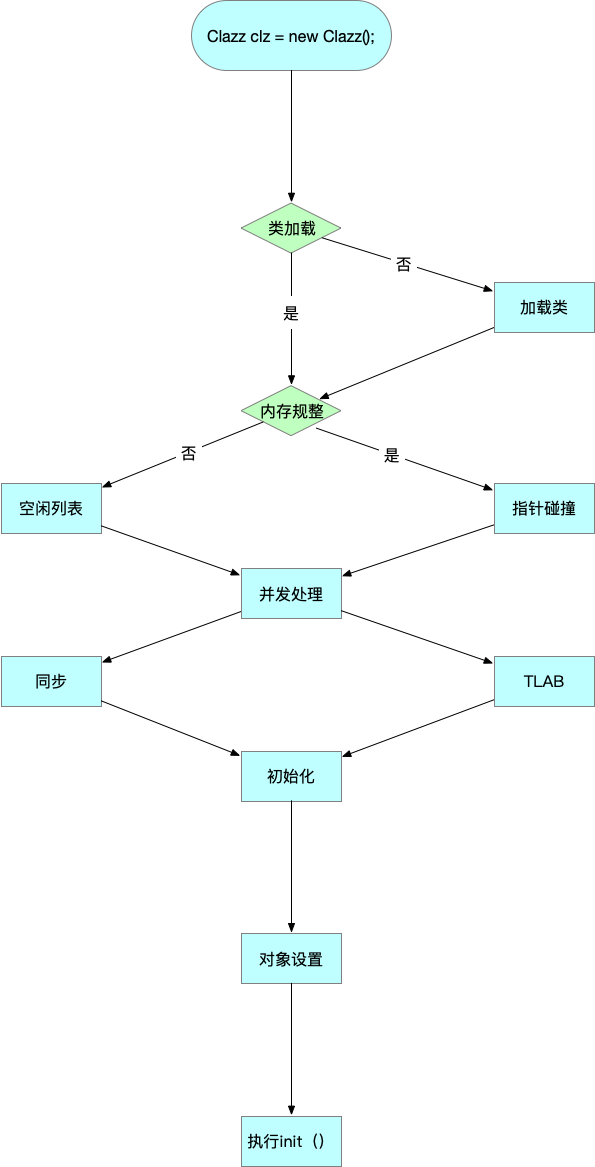 Clazz clz = new Clazz();
类加载
否
加载类
是
内存规整
否
是
空闲列表
指针碰撞
并发处理
同步
TLAB
初始化
对象设置
执行init（）